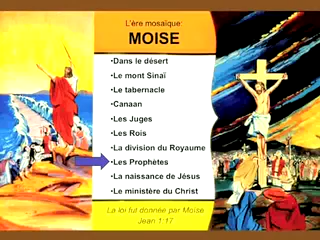 L'ère mosaïque:
MOISE
•Dans le désert
•Le mont Sinaï
•Le tabernacle
•Canaan
•Les Juges
•Les Rois
•La division du Royaume
•Les Prophètes
•La naissance de Jésus
•Le ministère du Christ
La loi fut donnée par Moïse
Jean 1:17